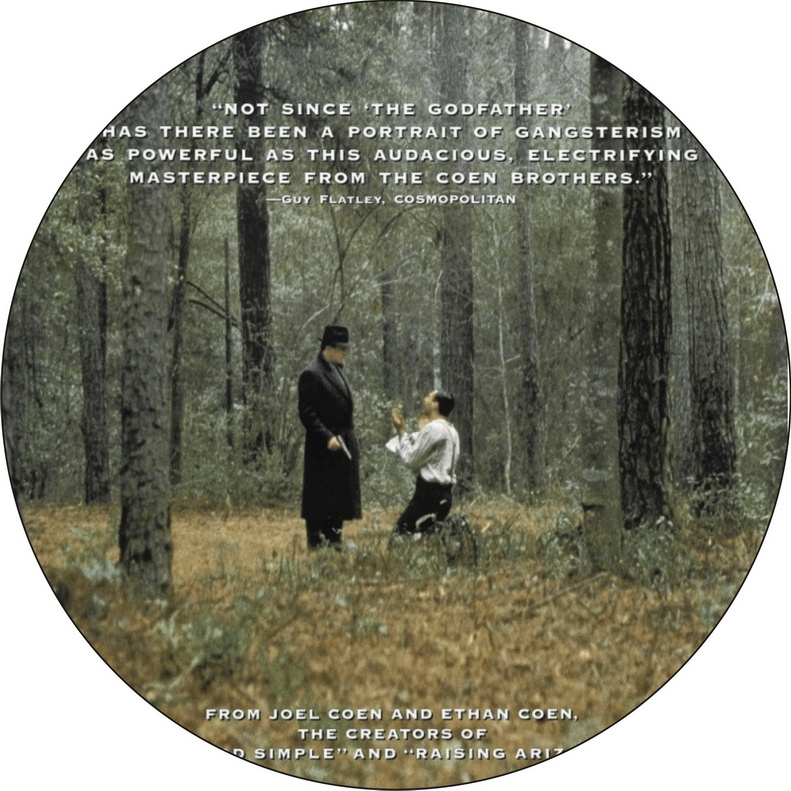 “NOT SINCE ‘THE GODFATHER’
HAS THERE BEEN A PORTRAIT OF GANGSTERISM
AS POWERFUL AS THIS AUDACIOUS, ELECTRIFYING
MASTERPIECE FROM THE COEN BROTHERS.”
—GUY FLATLEY, COSMOPOLITAN
FROM JOEL COEN AND ETHAN COEN,
THE CREATORS OF
SIMPLE” AND “RAISING